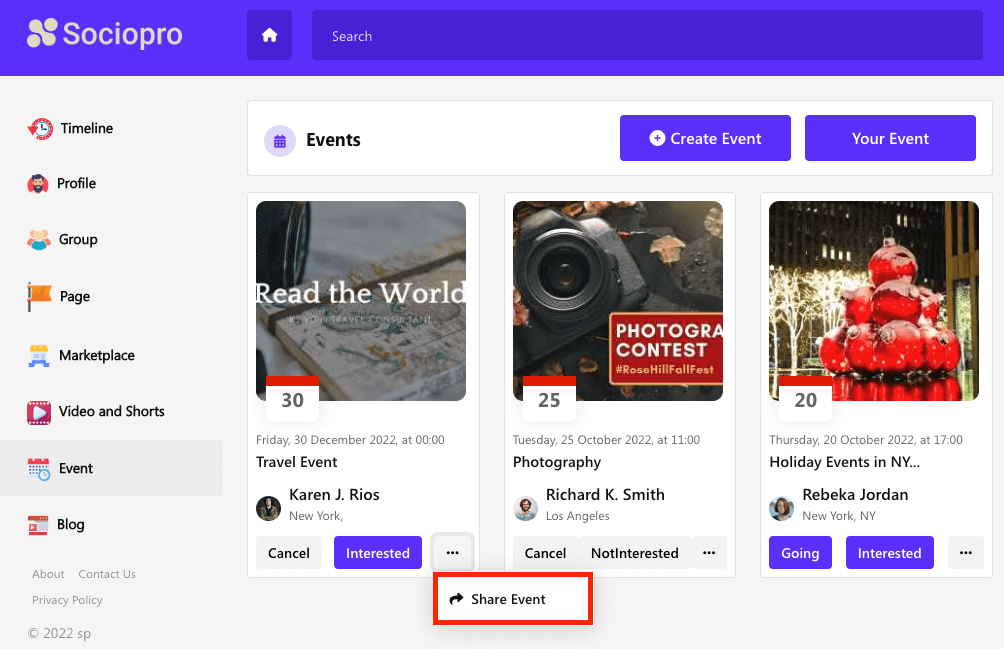 Sociopro
Search
Timeline
Profile
Group
Page
Marketplace
Video and Shorts
Event
Blog
About Contact Us
Privacy Policy
© 2022 sp
Events
Create Event
Your Event
Read the World
YOUR TRAVEL CONSULTANT
30
Friday, 30 December 2022, at 00:00
Travel Event
Karen J. Rios
New York,
Cancel Interested ...
Share Event
PHOTOGRA
CONTEST
#RoseHillFallFest
25
Tuesday, 25 October 2022, at 11:00
Photography
Richard K. Smith
Los Angeles
Cancel NotInterested ...
20
Thursday, 20 October 2022, at 17:00
Holiday Events in NY...
Rebeka Jordan
New York, NY
Going Interested ...